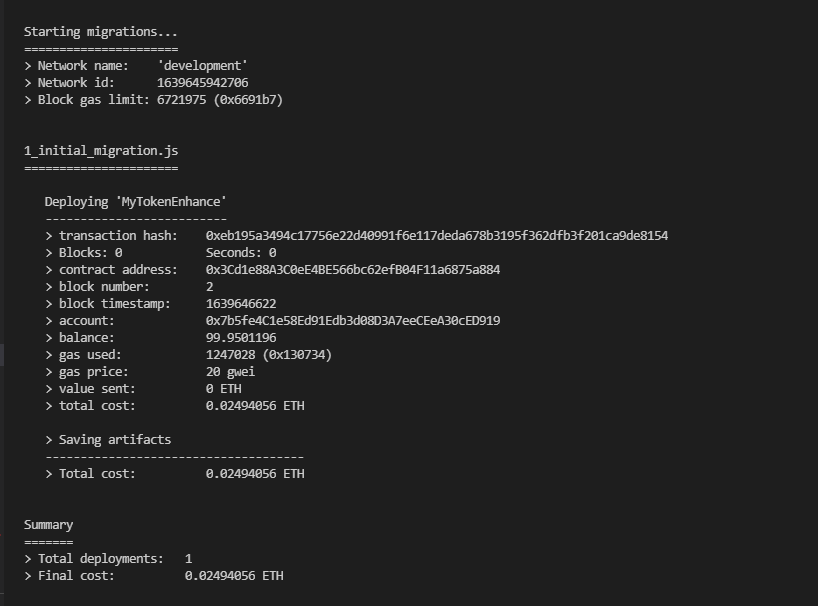 Starting migrations...
======================
> Network name:    'development'
> Network id:      1639645942706
> Block gas limit: 6721975 (0x6691b7)
1_initial_migration.js
======================
Deploying 'MyTokenEnhance'
--------------------------
> transaction hash:    0xeb195a3494c17756e22d40991f6e117deda678b3195f362dfb3f201ca9de8154
> Blocks: 0            Seconds: 0
> contract address:    0x3Cd1e88A3C0eE4BE566bc62efB04F11a6875a884
> block number:        2
> block timestamp:     1639646622
> account:             0x7b5fe4C1e58Ed91Edb3d08D3A7eeCEeA30cED919
> balance:             99.9501196
> gas used:            1247028 (0x130734)
> gas price:           20 gwei
> value sent:          0 ETH
> total cost:          0.02494056 ETH
> Saving artifacts
-------------------------------------
> Total cost:          0.02494056 ETH
Summary
=======
> Total deployments:   1
> Final cost:          0.02494056 ETH